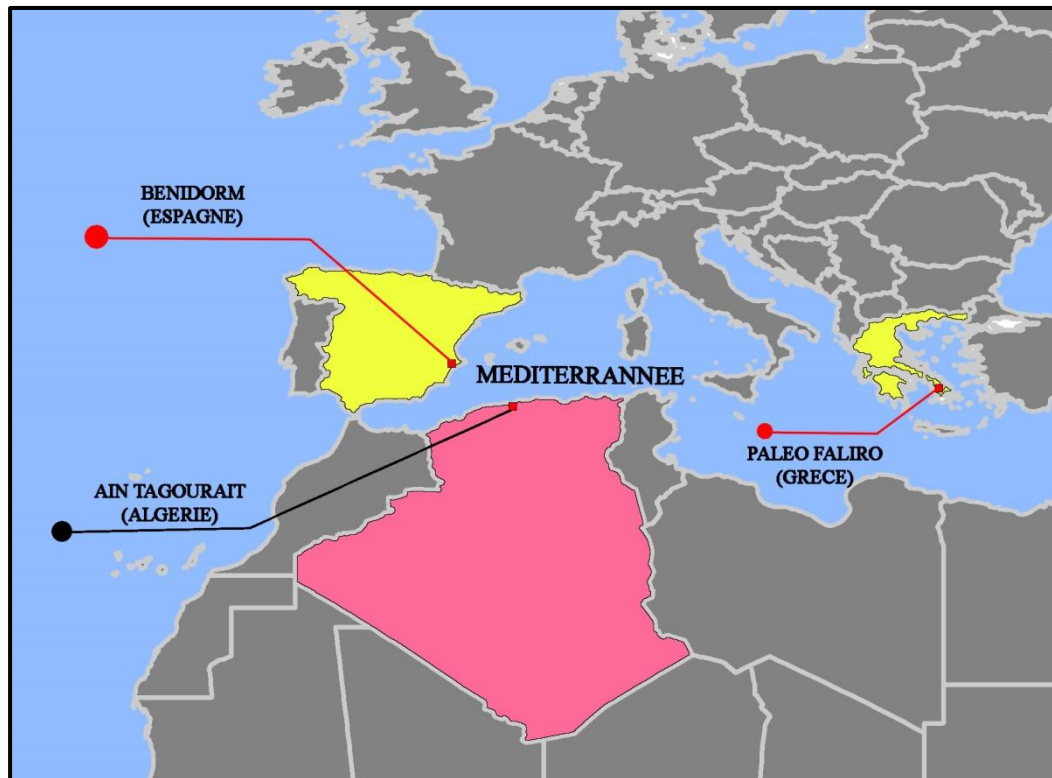 BENIDORM
(ESPAGNE)
MEDITERRANNEE
PALEO FALIRO
(GRECE)
AIN TAGOURAIT
(ALGERIE)